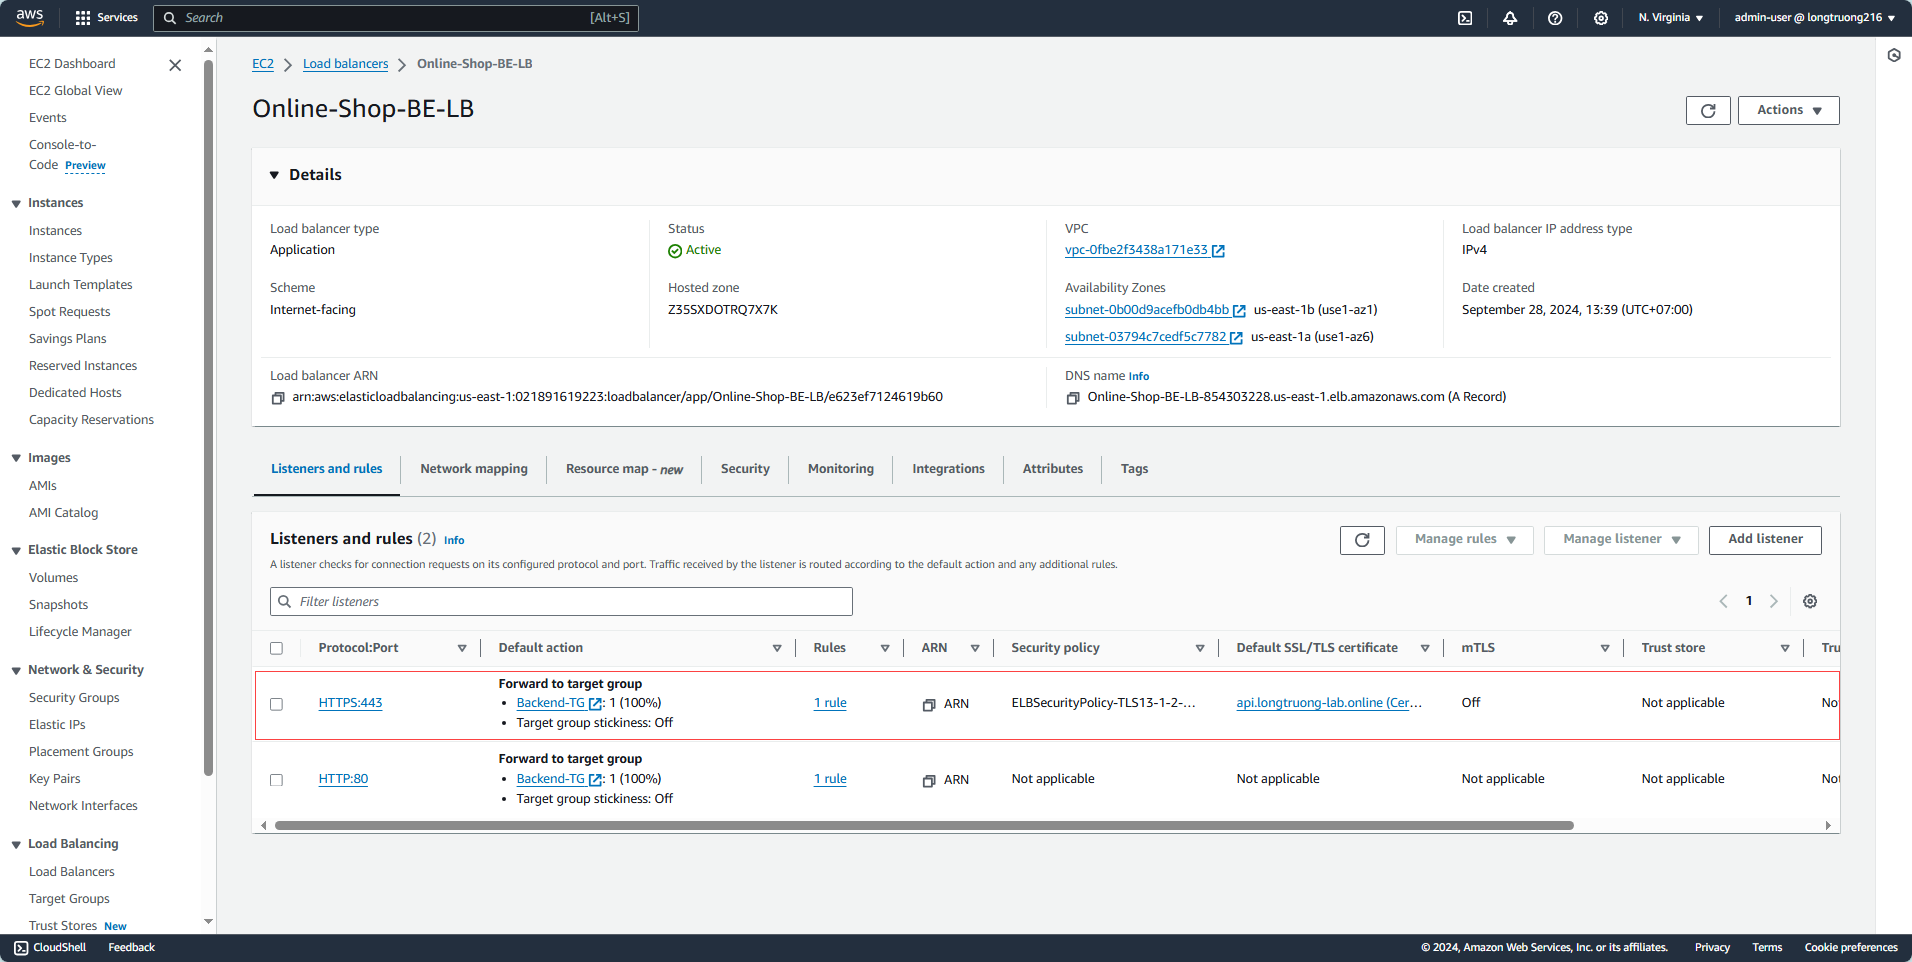 aws
Services
Search
[Alt+S]
N. Virginia
admin-user @ longtruong216
EC2 Dashboard
EC2 Global View
Events
Console-to-
Code Preview
Instances
Instances
Instance Types
Launch Templates
Spot Requests
Savings Plans
Reserved Instances
Dedicated Hosts
Capacity Reservations
Images
AMIs
AMI Catalog
Elastic Block Store
Volumes
Snapshots
Lifecycle Manager
Network & Security
Security Groups
Elastic IPs
Placement Groups
Key Pairs
Network Interfaces
Load Balancing
Load Balancers
Target Groups
Trust Stores New
EC2 Load balancers Online-Shop-BE-LB
Online-Shop-BE-LB
Actions
Details
Load balancer type
Application
Status
Active
VPC
vpc-0fbe2f3438a171e33
Load balancer IP address type
IPv4
Scheme
Internet-facing
Hosted zone
Z35SXDOTRQ7X7K
Availability Zones
subnet-0b00d9acefb0db4bb us-east-1b (use1-az1)
subnet-03794c7cedf5c7782 us-east-1a (use1-az6)
Date created
September 28, 2024, 13:39 (UTC+07:00)
Load balancer ARN
arn:aws:elasticloadbalancing:us-east-1:021891619223:loadbalancer/app/Online-Shop-BE-LB/e623ef7124619b60
DNS name Info
Online-Shop-BE-LB-854303228.us-east-1.elb.amazonaws.com (A Record)
Listeners and rules
Network mapping
Resource map - new
Security
Monitoring
Integrations
Attributes
Tags
Listeners and rules (2) Info
Manage rules
Manage listener
Add listener
A listener checks for connection requests on its configured protocol and port. Traffic received by the listener is routed according to the default action and any additional rules.
Filter listeners
1
Protocol:Port Default action Rules ARN Security policy Default SSL/TLS certificate mTLS Trust store Tru
Forward to target group
HTTPS:443 • Backend-TG : 1 (100%) 1 rule ARN ELBSecurityPolicy-TLS13-1-2-... api.longtruong-lab.online (Cer... Off Not applicable No
• Target group stickiness: Off
Forward to target group
HTTP:80 • Backend-TG : 1 (100%) 1 rule ARN Not applicable Not applicable Not applicable Not applicable Not
• Target group stickiness: Off
CloudShell
Feedback
© 2024, Amazon Web Services, Inc. or its affiliates.
Privacy
Terms
Cookie preferences